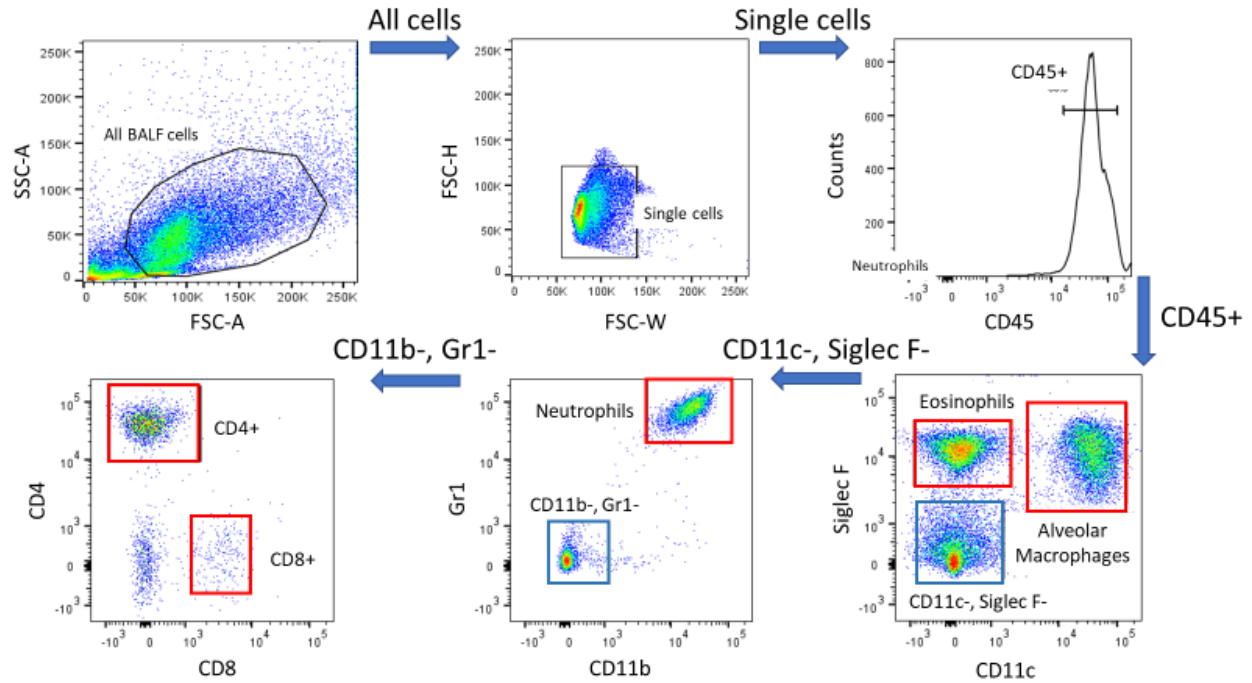 All cells
Single cells
SSC-A
250K
200K
150K
100K
50K
0
All BALF cells
0 50K 100K 150K 200K 250K
FSC-A
FSC-H
250K
200K
150K
100K
50K
0
Single cells
0 50K 100K 150K 200K 250K
FSC-W
Counts
800
600
400
200
CD45+
Neutrophils
-10³ 0 10³ 10⁴ 10⁵
CD45
CD45+
CD11b-, Gr1-
CD11c-, Siglec F-
CD4
10⁵
10⁴
10³
0
-10³
CD4+
CD8+
-10³ 0 10³ 10⁴ 10⁵
CD8
Gr1
10⁵
10⁴
10³
0
-10³
Neutrophils
CD11b-, Gr1-
-10³ 0 10³ 10⁴ 10⁵
CD11b
Siglec F
10⁵
10⁴
10³
0
-10³
Eosinophils
Alveolar
Macrophages
CD11c-, Siglec F-
-10³ 0 10³ 10⁴ 10⁵
CD11c